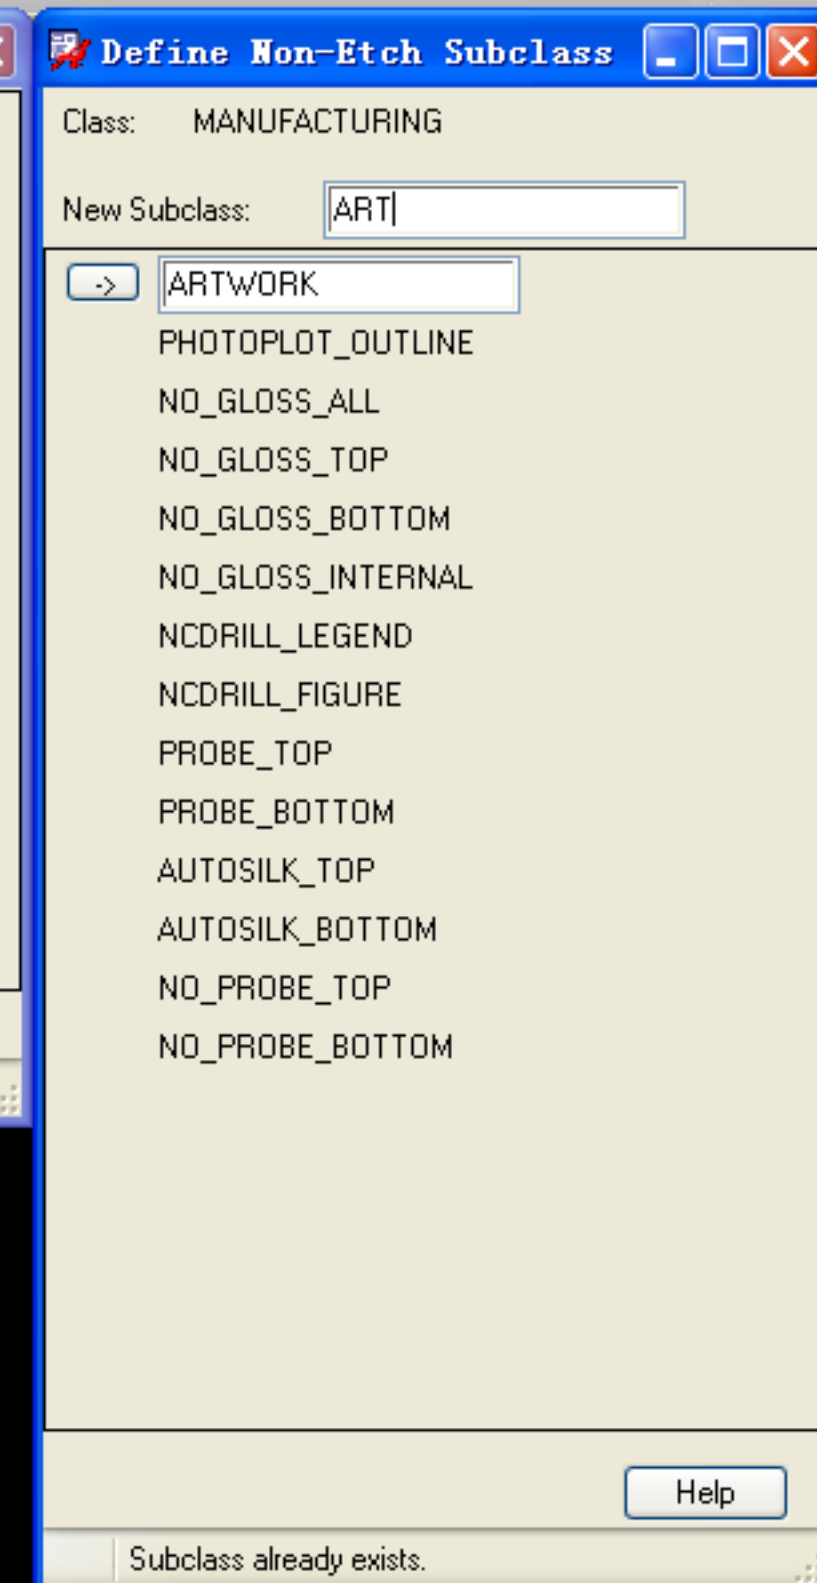 Define Non-Etch Subclass
Class: MANUFACTURING
New Subclass: ART
-> ARTWORK
PHOTOPLOT_OUTLINE
NO_GLOSS_ALL
NO_GLOSS_TOP
NO_GLOSS_BOTTOM
NO_GLOSS_INTERNAL
NCDRILL_LEGEND
NCDRILL_FIGURE
PROBE_TOP
PROBE_BOTTOM
AUTOSILK_TOP
AUTOSILK_BOTTOM
NO_PROBE_TOP
NO_PROBE_BOTTOM
Help
Subclass already exists.